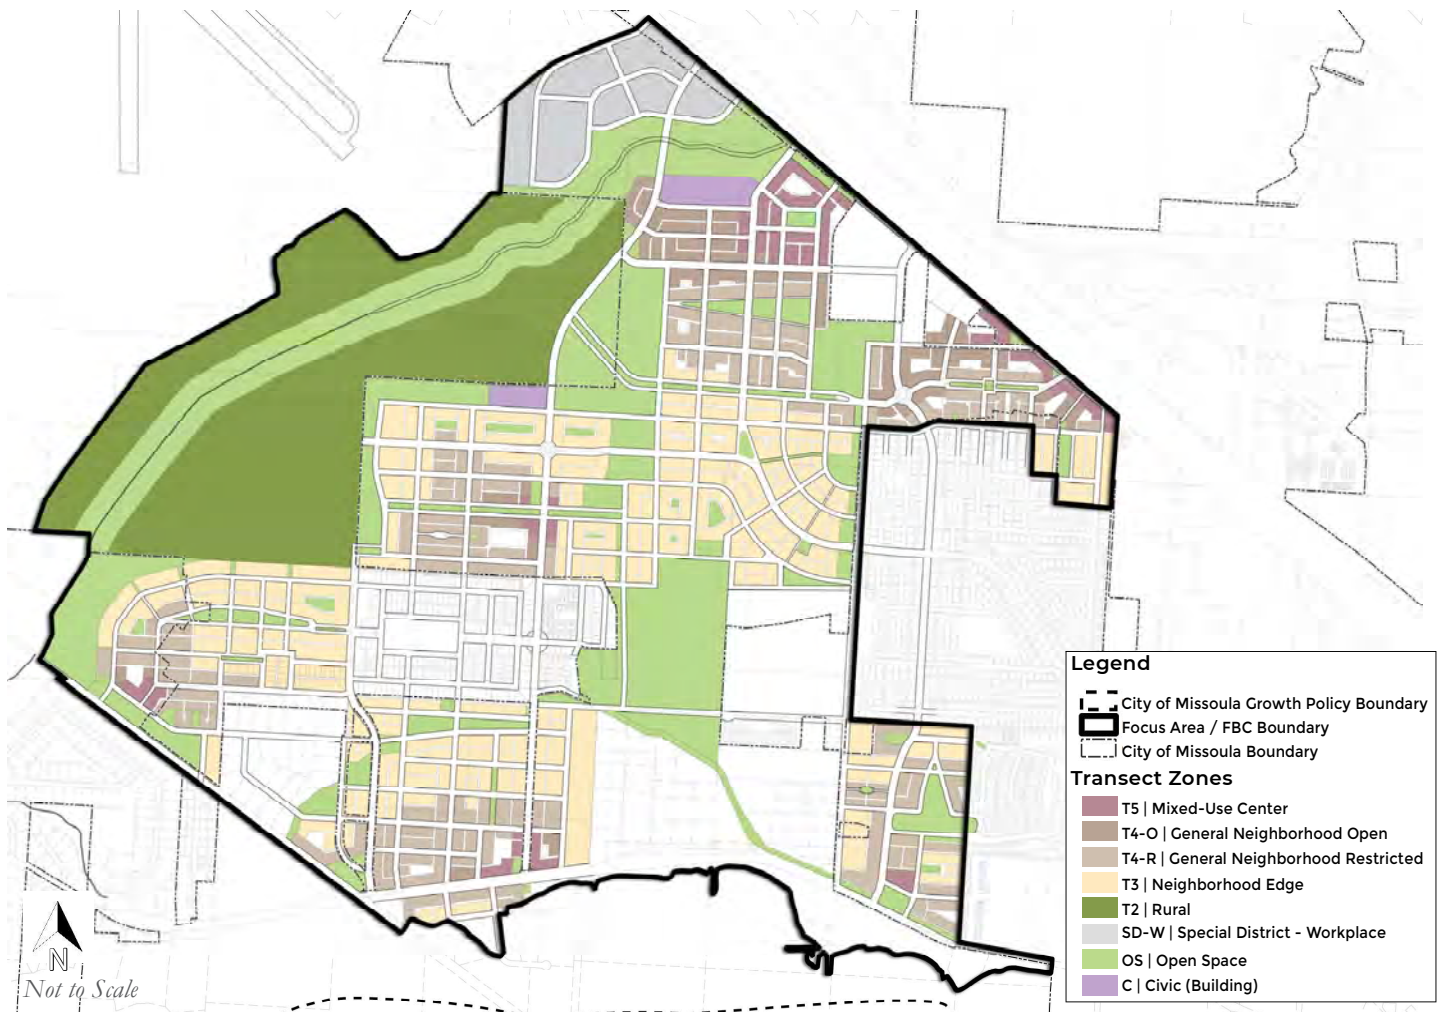 Legend
City of Missoula Growth Policy Boundary
Focus Area / FBC Boundary
City of Missoula Boundary
Transect Zones
T5 | Mixed-Use Center
T4-O | General Neighborhood Open
T4-R | General Neighborhood Restricted
T3 | Neighborhood Edge
T2 | Rural
SD-W | Special District - Workplace
OS | Open Space
C | Civic (Building)
N
Not to Scale